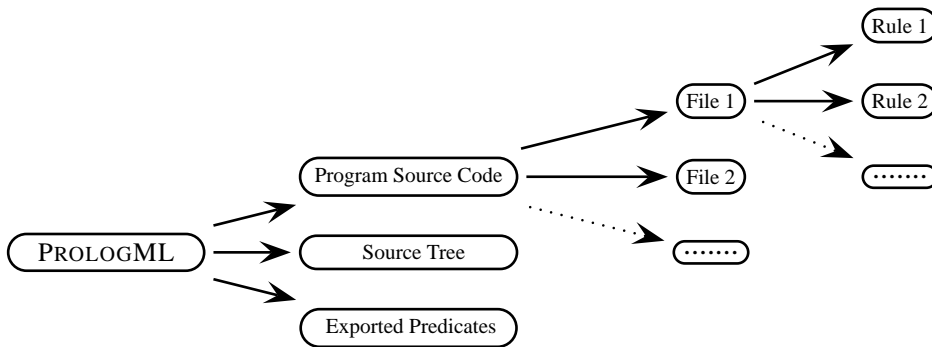 Rule 1
File 1
Rule 2
Program Source Code
File 2
.......
PROLOGML
Source Tree
.......
Exported Predicates